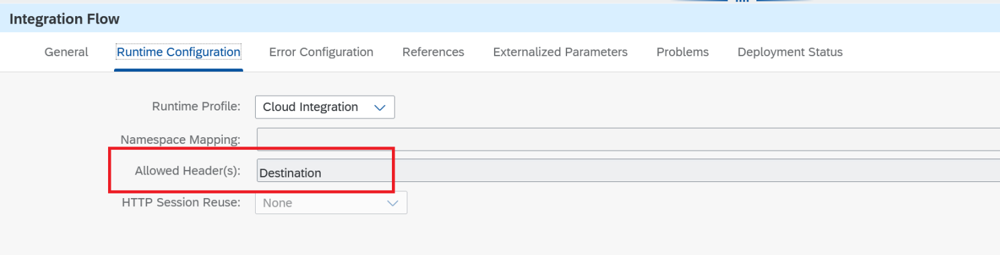 Integration Flow
General Runtime Configuration Error Configuration References Externalized Parameters Problems Deployment Status
Runtime Profile: Cloud Integration
Namespace Mapping:
Allowed Header(s): Destination
HTTP Session Reuse: None